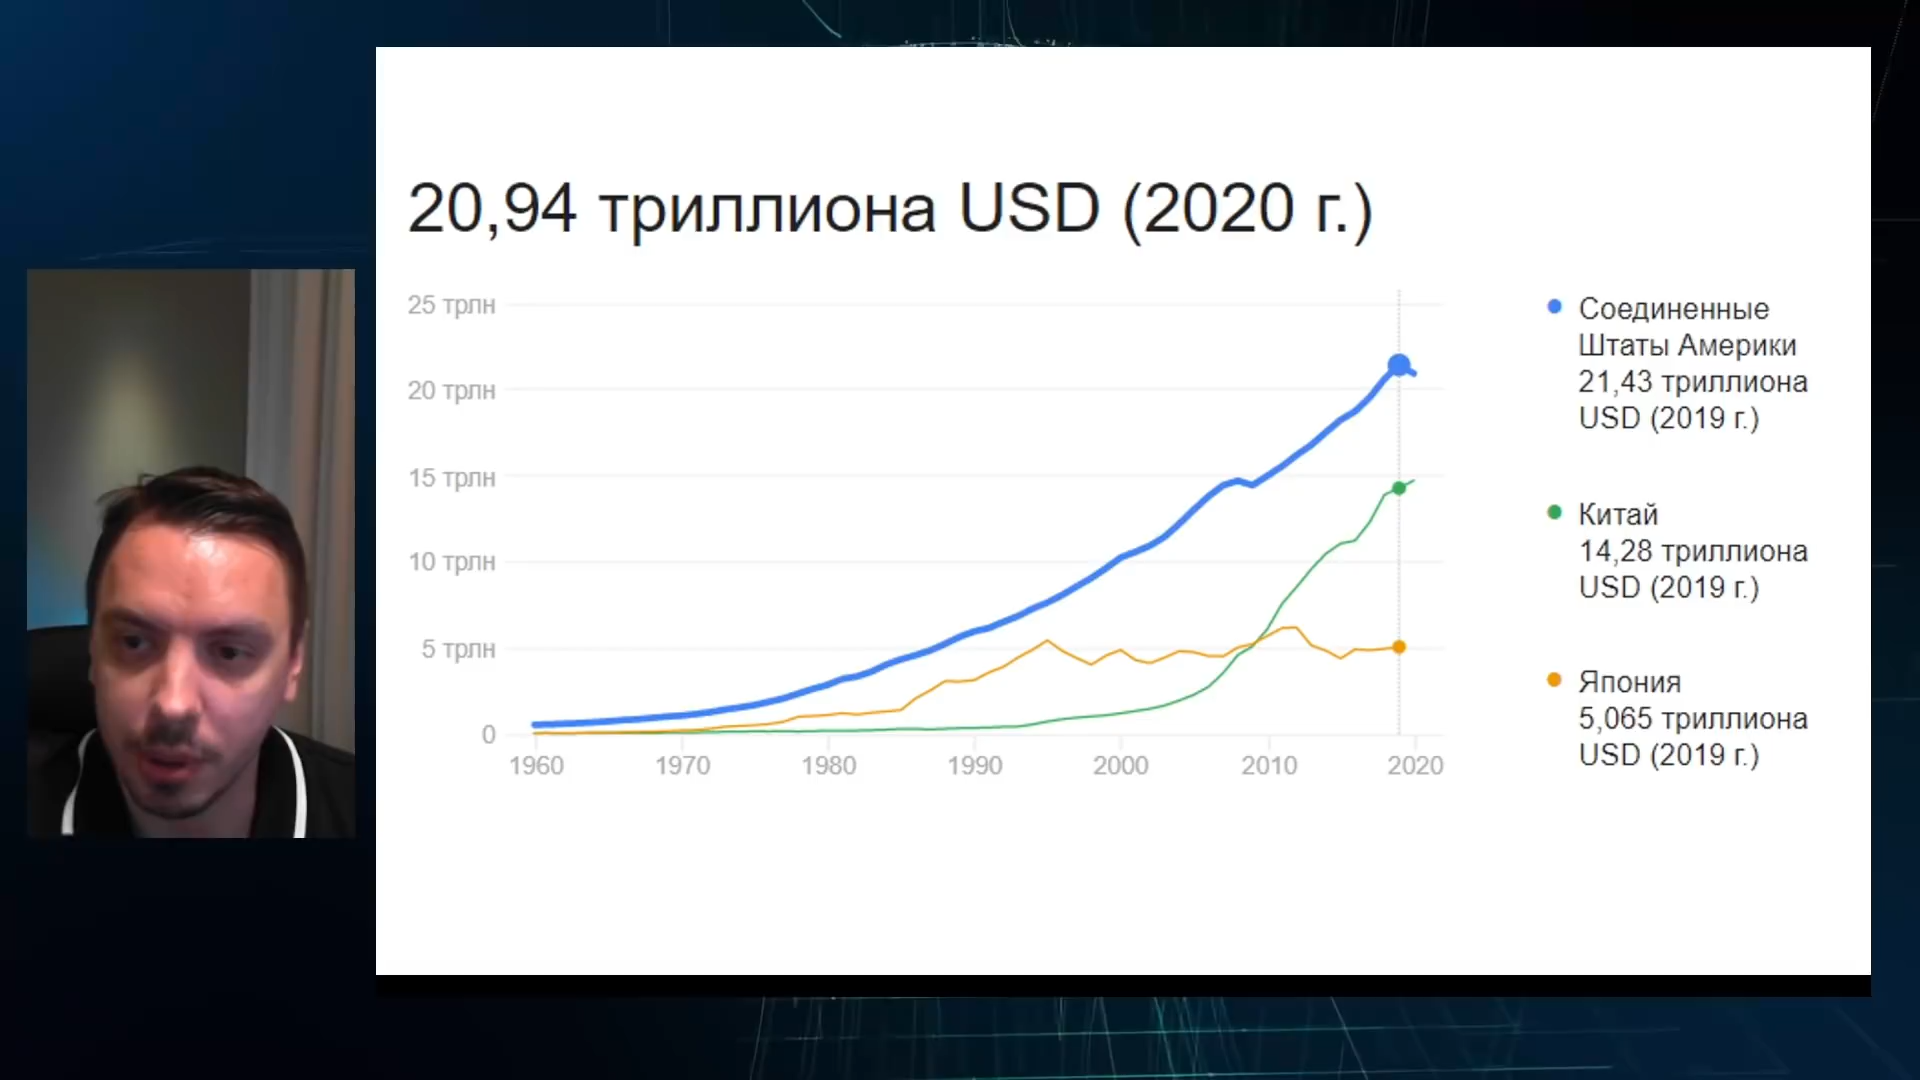 20,94 триллиона USD (2020 г.)
25 трлн
20 трлн
15 трлн
10 трлн
5 трлн
0
1960 1970 1980 1990 2000 2010 2020
Соединенные
Штаты Америки
21,43 триллиона
USD (2019 г.)
Китай
14,28 триллиона
USD (2019 г.)
Япония
5,065 триллиона
USD (2019 г.)